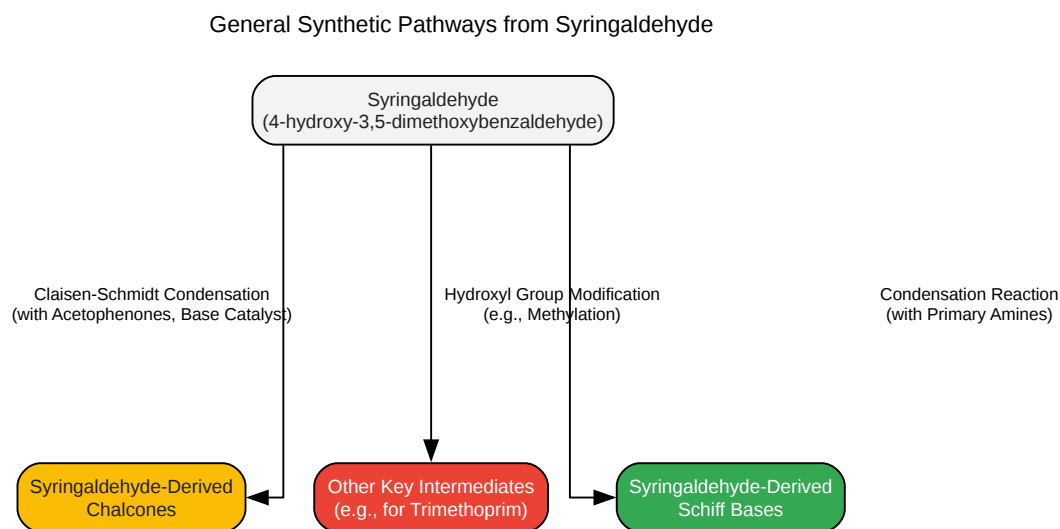 General Synthetic Pathways from Syringaldehyde
Syringaldehyde
(4-hydroxy-3,5-dimethoxybenzaldehyde)
Claisen-Schmidt Condensation
(with Acetophenones, Base Catalyst)
Hydroxyl Group Modification
(e.g., Methylation)
Condensation Reaction
(with Primary Amines)
Syringaldehyde-Derived
Chalcones
Other Key Intermediates
(e.g., for Trimethoprim)
Syringaldehyde-Derived
Schiff Bases